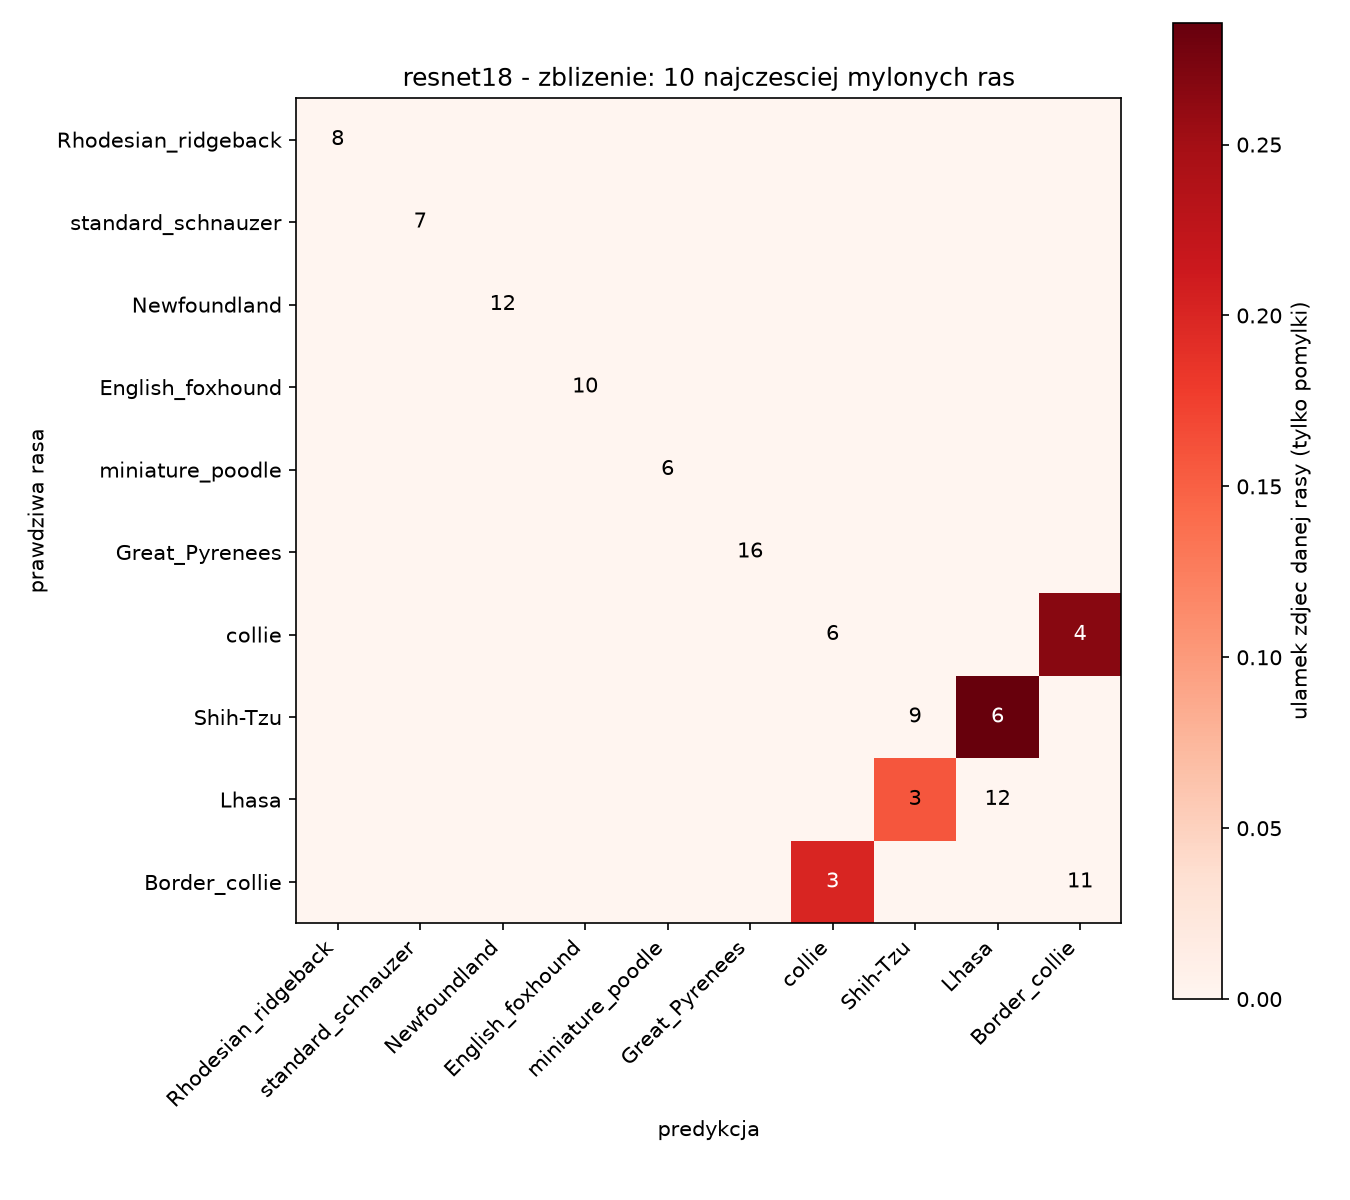 resnet18 - zblizenie: 10 najczesciej mylonych ras
prawdziwa rasa
Rhodesian_ridgeback 8
standard_schnauzer 7
Newfoundland 12
English_foxhound 10
miniature_poodle 6
Great_Pyrenees 16
collie 6 4
Shih-Tzu 9 6
Lhasa 3 12
Border_collie 3 11
Rhodesian_ridgeback
standard_schnauzer
Newfoundland
English_foxhound
miniature_poodle
Great_Pyrenees
collie
Shih-Tzu
Lhasa
Border_collie
predykcja
0.25
0.20
0.15
0.10
0.05
0.00
ulamek zdjec danej rasy (tylko pomylki)